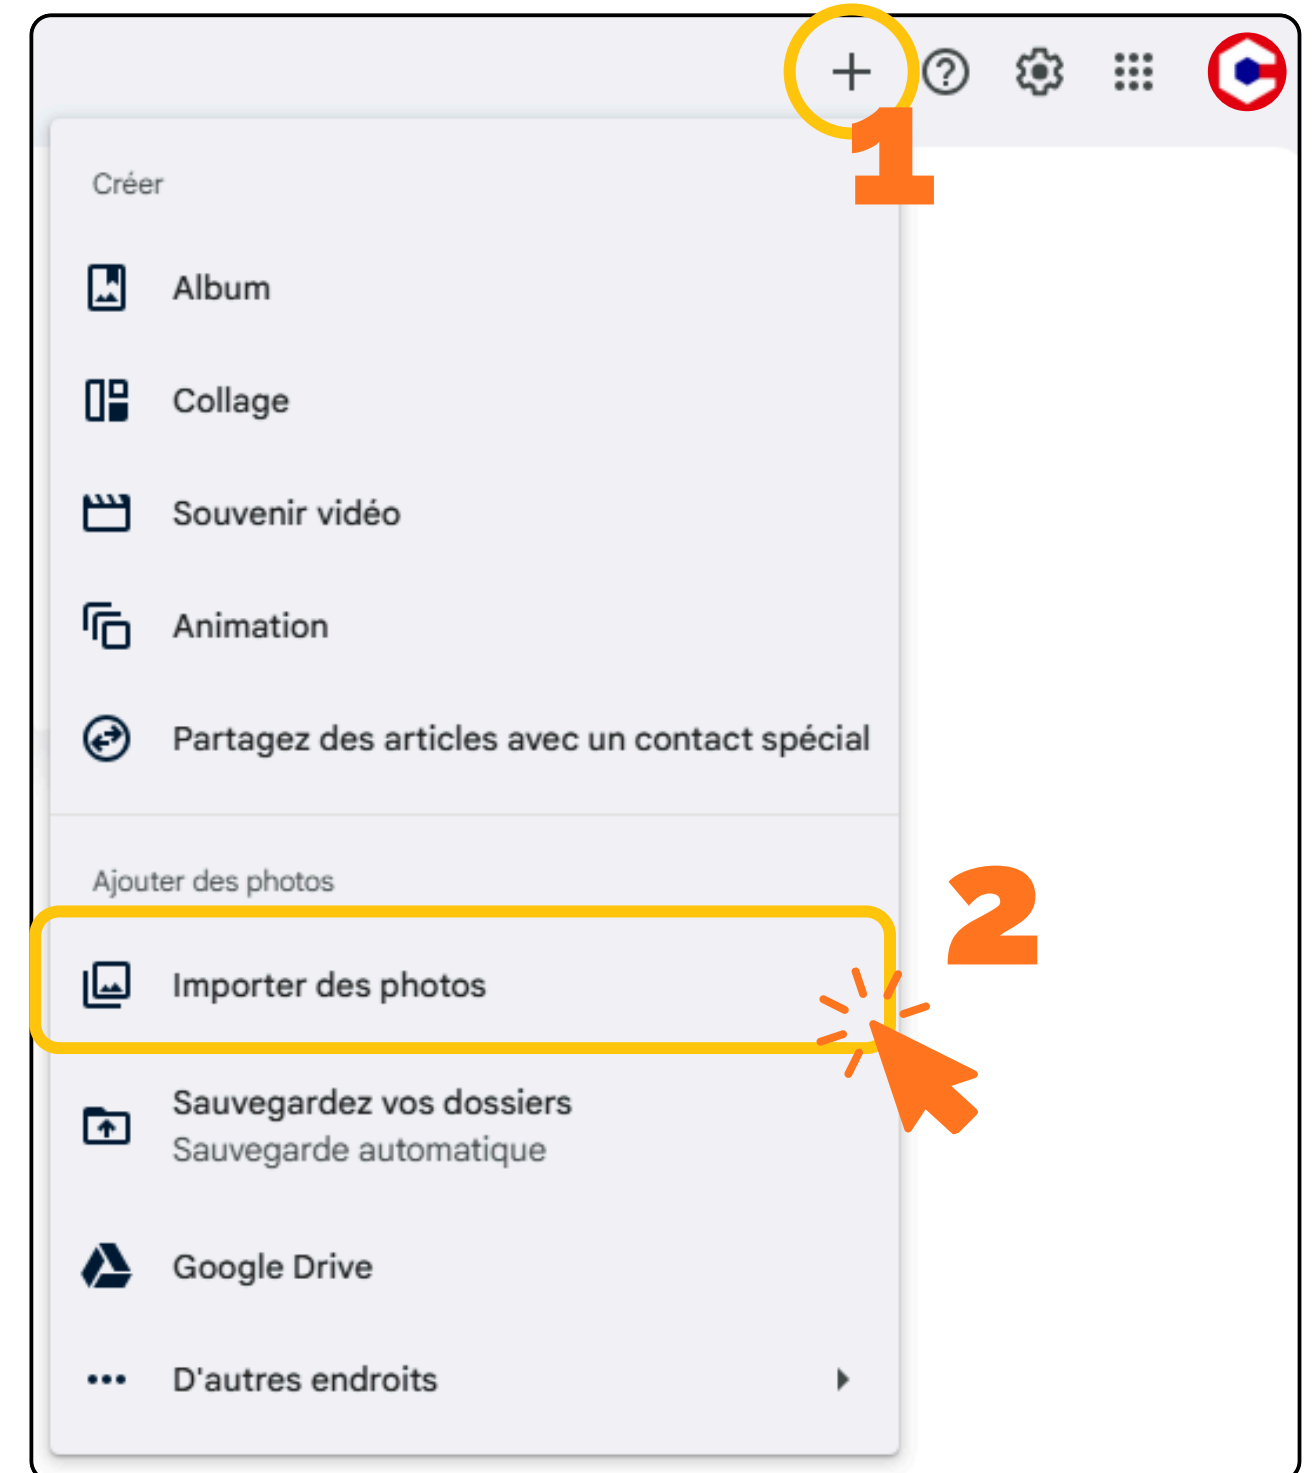 1
Créer
Album
Collage
Souvenir vidéo
Animation
Partagez des articles avec un contact spécial
Ajouter des photos
2
Importer des photos
Sauvegardez vos dossiers
Sauvegarde automatique
Google Drive
D'autres endroits